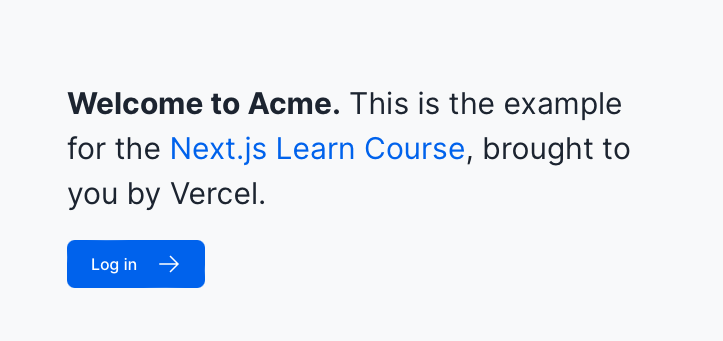 Welcome to Acme. This is the example
for the Next.js Learn Course, brought to
you by Vercel.
Log in